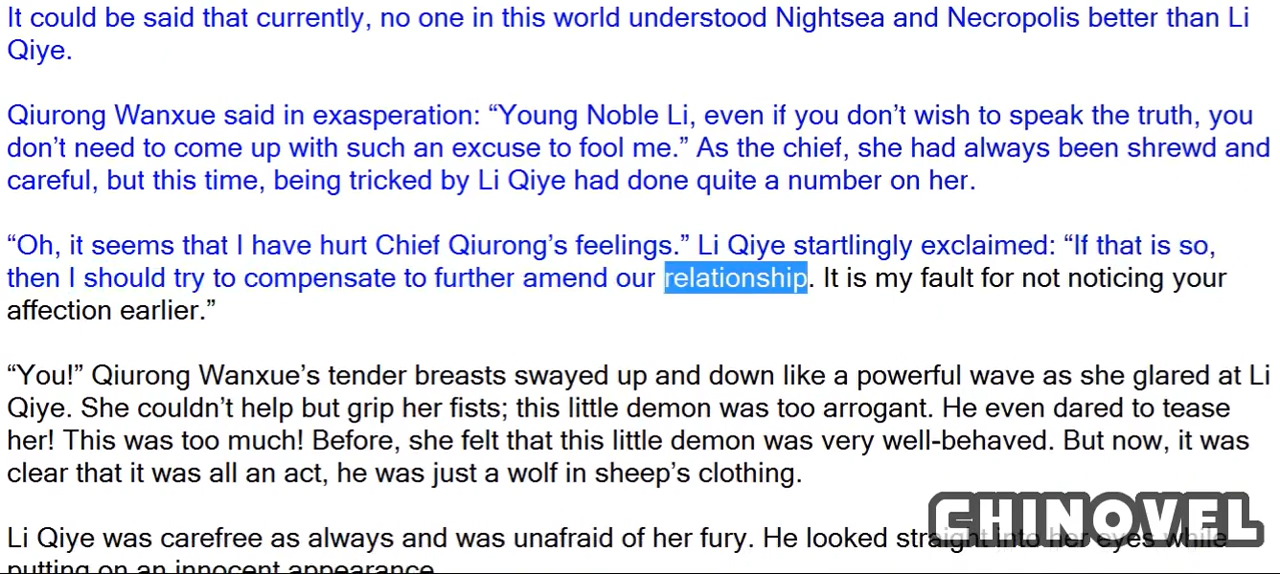 It could be said that currently, no one in this world understood Nightsea and Necropolis better than Li
Qiye.
Qiurong Wanxue said in exasperation: “Young Noble Li, even if you don’t wish to speak the truth, you
don’t need to come up with such an excuse to fool me.” As the chief, she had always been shrewd and
careful, but this time, being tricked by Li Qiye had done quite a number on her.
“Oh, it seems that I have hurt Chief Qiurong’s feelings.” Li Qiye startlingly exclaimed: “If that is so,
then I should try to compensate to further amend our relationship. It is my fault for not noticing your
affection earlier.”
“You!” Qiurong Wanxue’s tender breasts swayed up and down like a powerful wave as she glared at Li
Qiye. She couldn’t help but grip her fists; this little demon was too arrogant. He even dared to tease
her! This was too much! Before, she felt that this little demon was very well-behaved. But now, it was
clear that it was all an act, he was just a wolf in sheep’s clothing.
Li Qiye was carefree as always and was unafraid of her fury. He looked straight into her eyes while
putting on an innocent appearance.
CHINOVEL